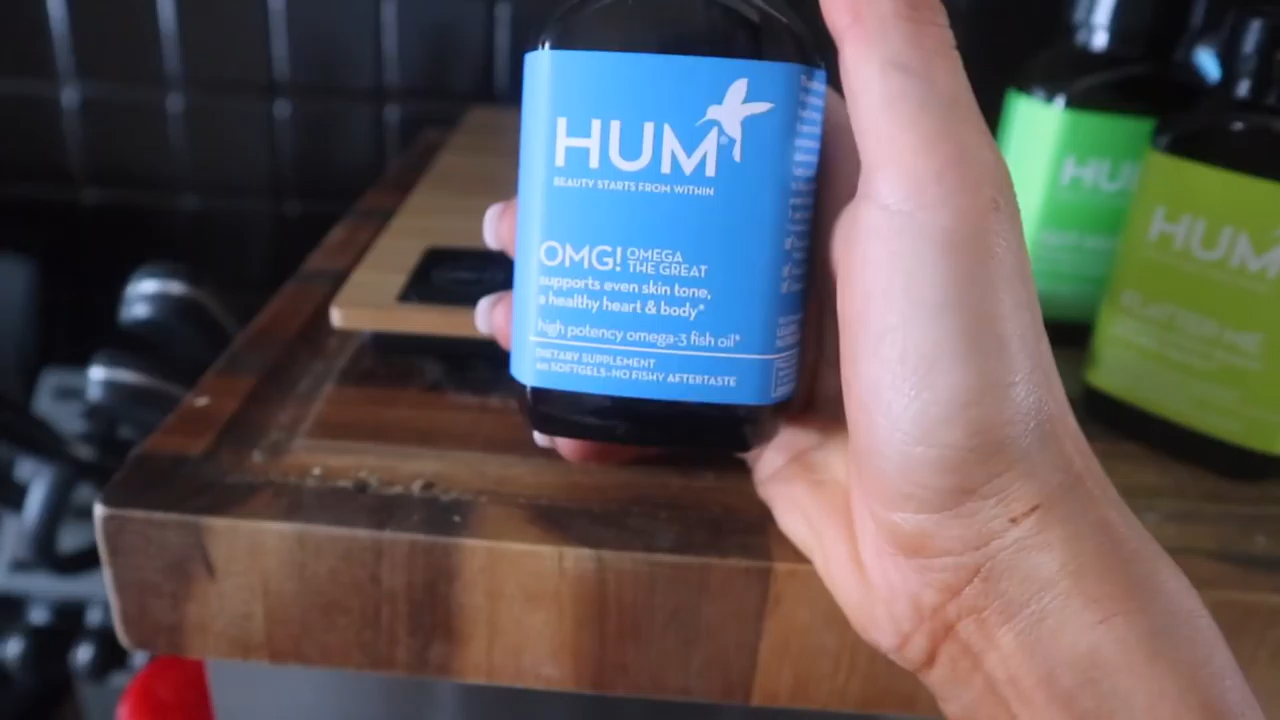 HUM®
BEAUTY STARTS FROM WITHIN
OMG! OMEGA
THE GREAT
supports even skin tone,
a healthy heart & body*
high potency omega-3 fish oil*
DIETARY SUPPLEMENT
60 SOFTGELS-NO FISHY AFTERTASTE
HU
HUM